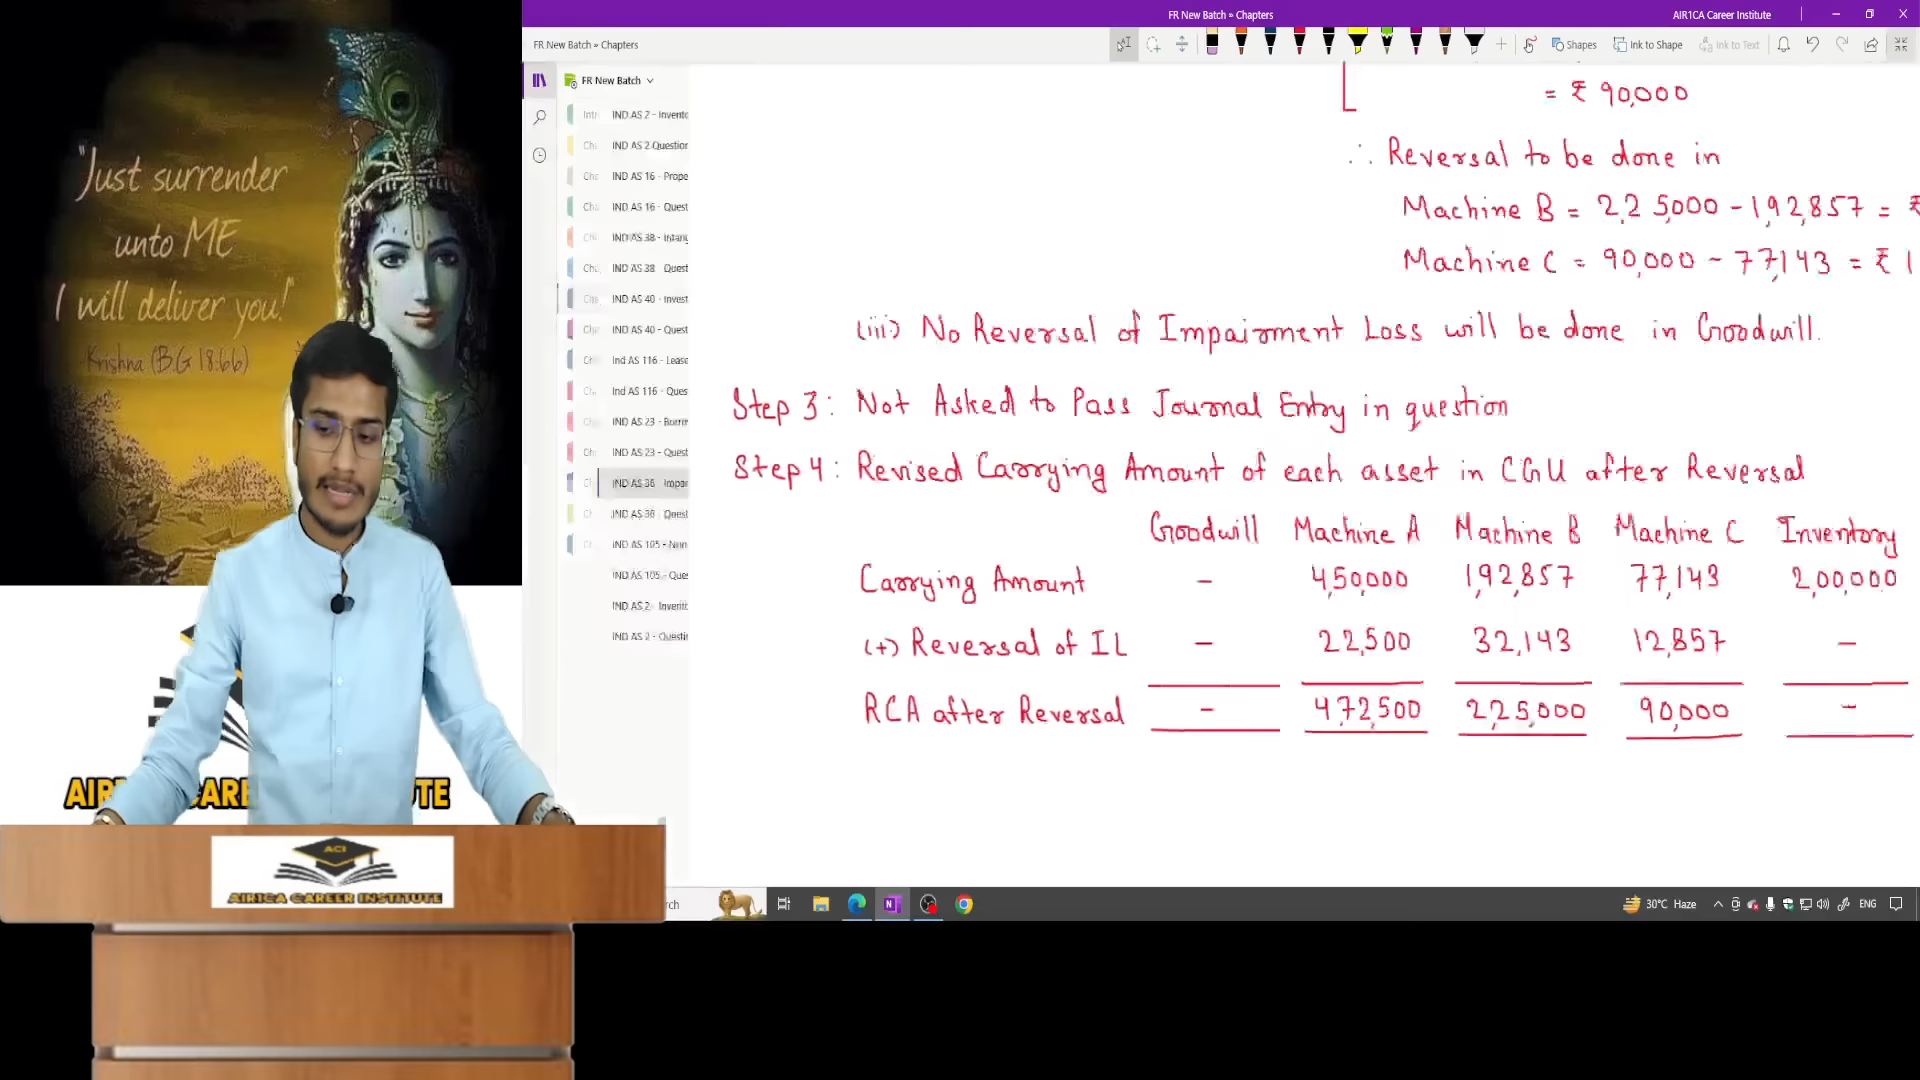 FR New Batch » Chapters
AIR1CA Career Institute
FR New Batch » Chapters
Shapes
Ink to Shape
Ink to Text
FR New Batch
IND AS 2 - Invento
IND AS 2 Question
IND AS 16 - Prope
IND AS 16 - Quest
IND AS 38 - Intang
IND AS 38 Quest
IND AS 40 - Invest
IND AS 40 - Quest
Ind AS 116 - Lease
Ind AS 116 - Quest
IND AS 23 - Borrow
IND AS 23 - Quest
IND AS 36 Impai
IND AS 36 Quest
IND AS 105 - Non
IND AS 105 - Ques
IND AS 2 - Invento
IND AS 2 - Questio
= ₹ 90,000
∴ Reversal to be done in
Machine B = 2,25,000 - 1,92,857 = ₹
Machine C = 90,000 - 77,143 = ₹ 1
(iii) No Reversal of Impairment Loss will be done in Goodwill.
Step 3: Not Asked to Pass Journal Entry in question
Step 4: Revised Carrying Amount of each asset in CGU after Reversal
Goodwill Machine A Machine B Machine C Inventory
Carrying Amount - 4,50,000 1,92,857 77,143 2,00,000
(+) Reversal of IL - 22,500 32,143 12,857 -
RCA after Reversal - 4,72,500 2,25,000 90,000 -
"Just surrender
unto ME
I will deliver you!"
Krishna (B.G 18:66)
ACI
AIR1CA CAREER INSTITUTE
30°C Haze
ENG